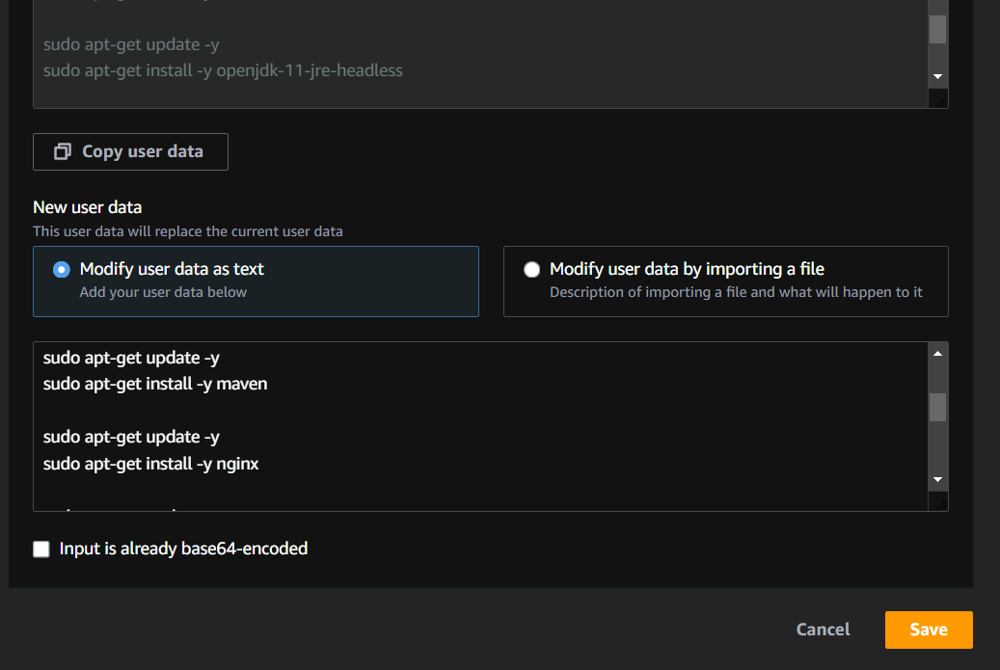 sudo apt-get update -y
sudo apt-get install -y openjdk-11-jre-headless
Copy user data
New user data
This user data will replace the current user data
Modify user data as text
Add your user data below
Modify user data by importing a file
Description of importing a file and what will happen to it
sudo apt-get update -y
sudo apt-get install -y maven
sudo apt-get update -y
sudo apt-get install -y nginx
Input is already base64-encoded
Cancel
Save